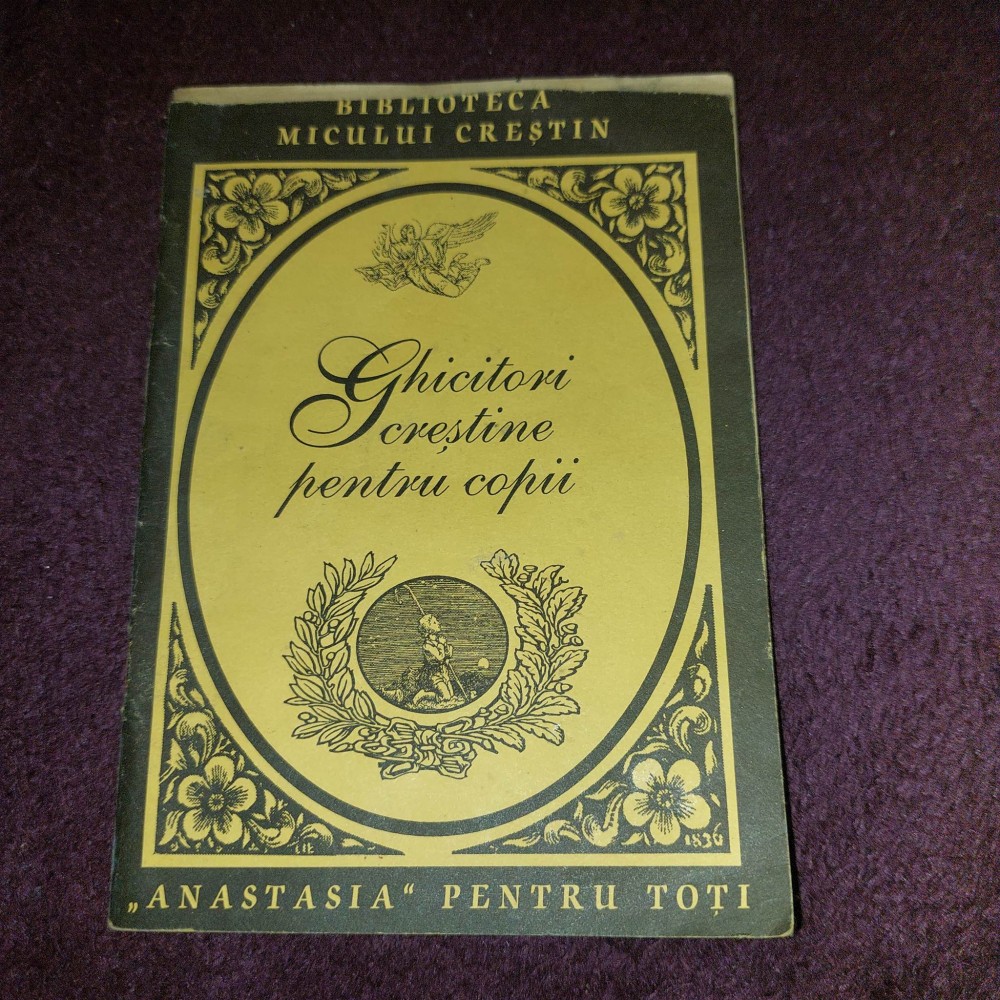 BIBLIOTECA
MICULUI CREȘTIN
Ghicitori
creștine
pentru copii
1836
„ANASTASIA“ PENTRU TOȚI